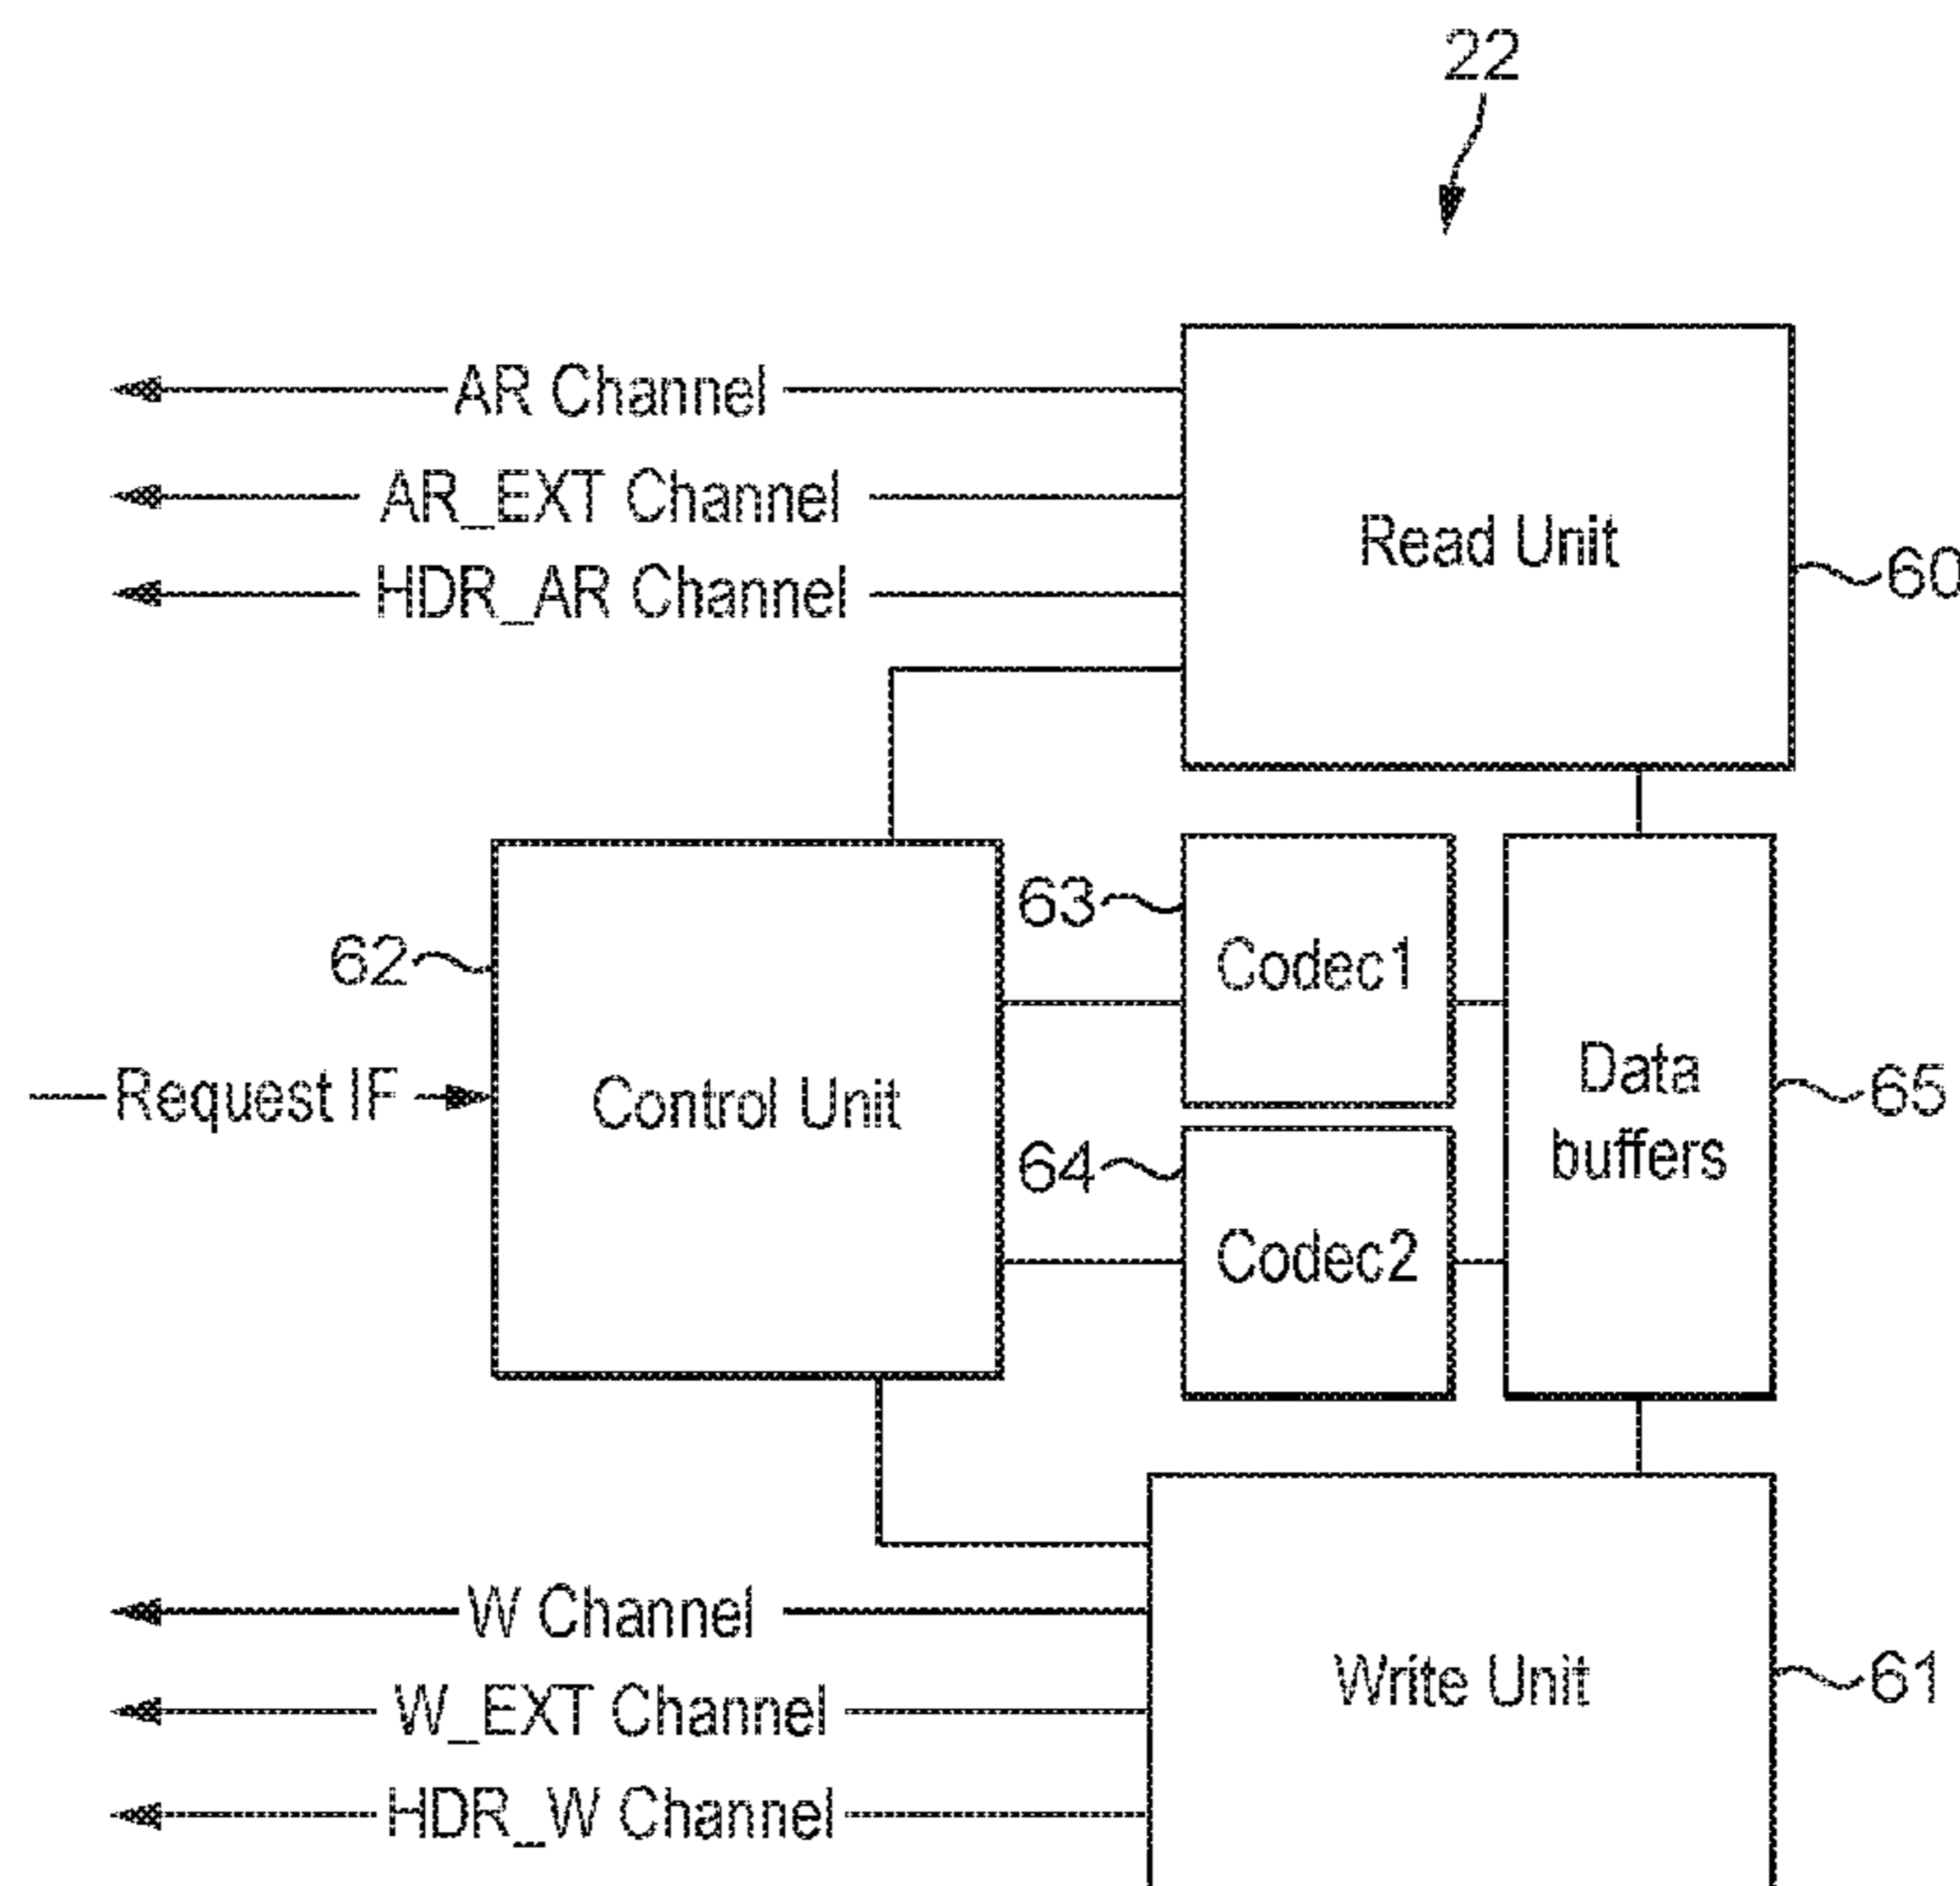 22
AR Channel
AR_EXT Channel
HDR_AR Channel
Read Unit
60
62
63
Codec1
Request IF
Control Unit
Data
buffers
65
64
Codec2
W Channel
W_EXT Channel
HDR_W Channel
Write Unit
61